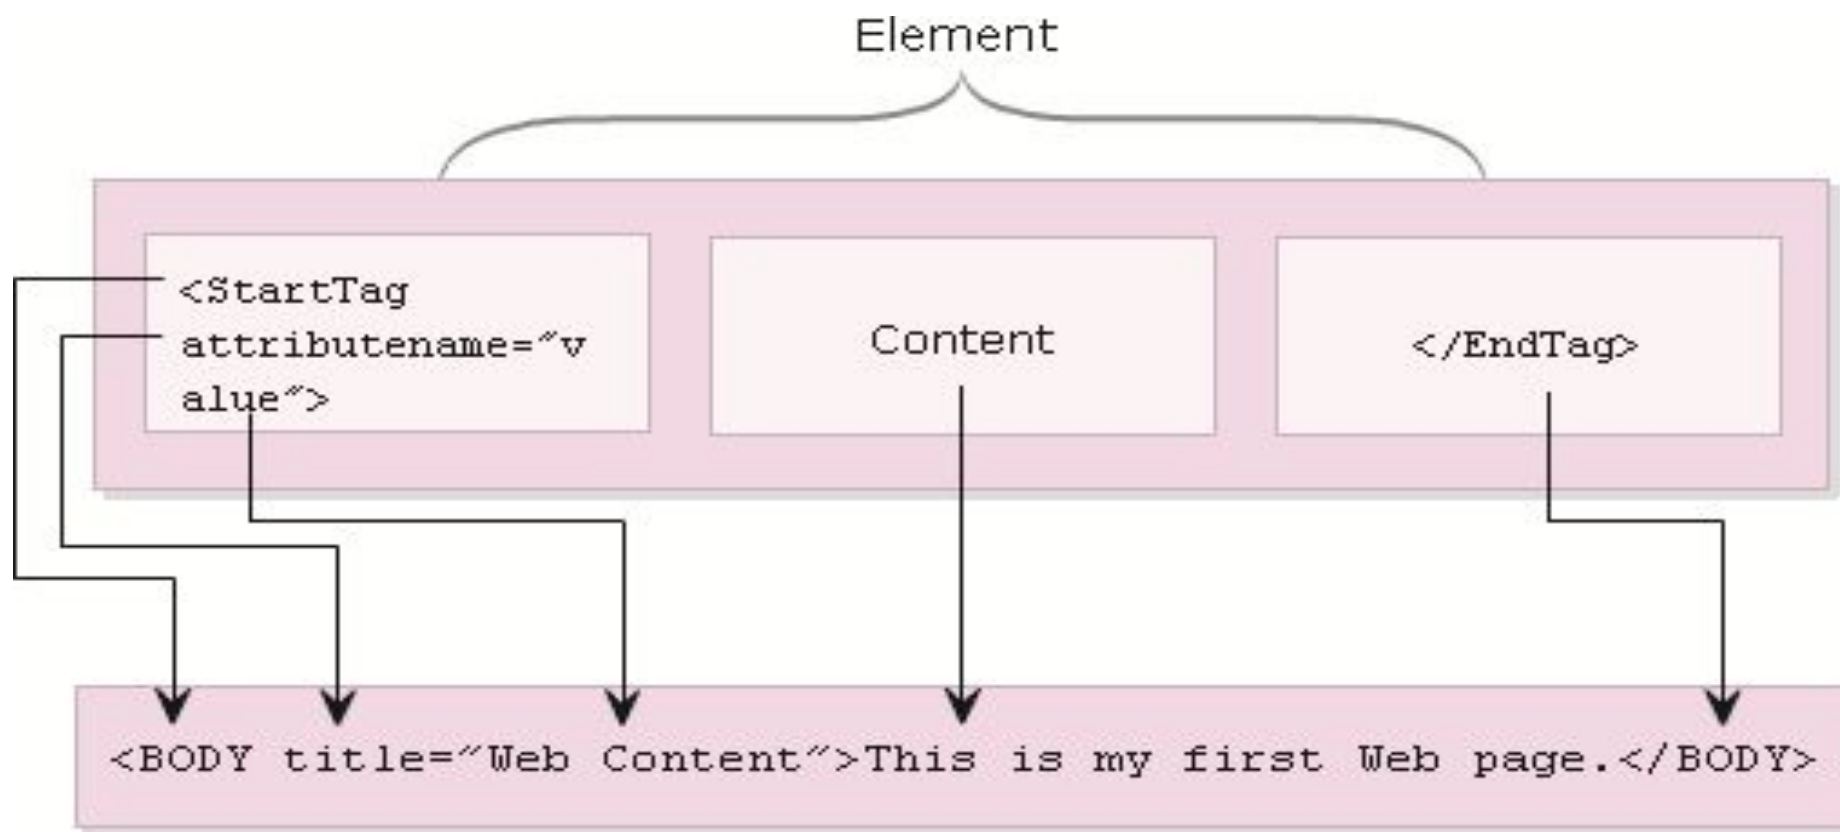 Element
<StartTag
attributename="v
alue">
Content
</EndTag>
<BODY title="Web Content">This is my first Web page.</BODY>